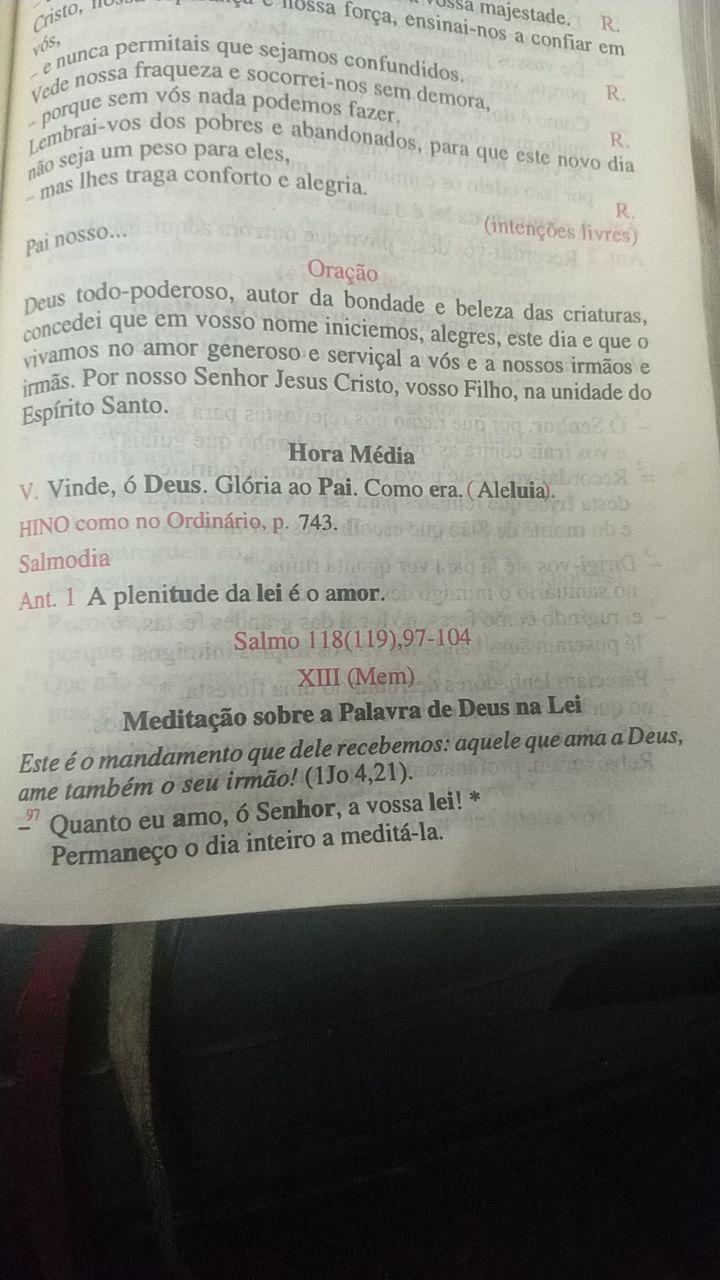 vossa majestade. R.
Cristo, nossa e nossa força, ensinai-nos a confiar em
vós,
– e nunca permitais que sejamos confundidos. R.
Vede nossa fraqueza e socorrei-nos sem demora,
– porque sem vós nada podemos fazer. R.
Lembrai-vos dos pobres e abandonados, para que este novo dia
não seja um peso para eles,
– mas lhes traga conforto e alegria. R.
(intenções livres)
Pai nosso...
Oração
Deus todo-poderoso, autor da bondade e beleza das criaturas,
concedei que em vosso nome iniciemos, alegres, este dia e que o
vivamos no amor generoso e serviçal a vós e a nossos irmãos e
irmãs. Por nosso Senhor Jesus Cristo, vosso Filho, na unidade do
Espírito Santo.
Hora Média
V. Vinde, ó Deus. Glória ao Pai. Como era. (Aleluia).
HINO como no Ordinário, p. 743.
Salmodia
Ant. 1 A plenitude da lei é o amor.
Salmo 118(119),97-104
XIII (Mem)
Meditação sobre a Palavra de Deus na Lei
Este é o mandamento que dele recebemos: aquele que ama a Deus,
ame também o seu irmão! (1Jo 4,21).
–97 Quanto eu amo, ó Senhor, a vossa lei! *
Permaneço o dia inteiro a meditá-la.